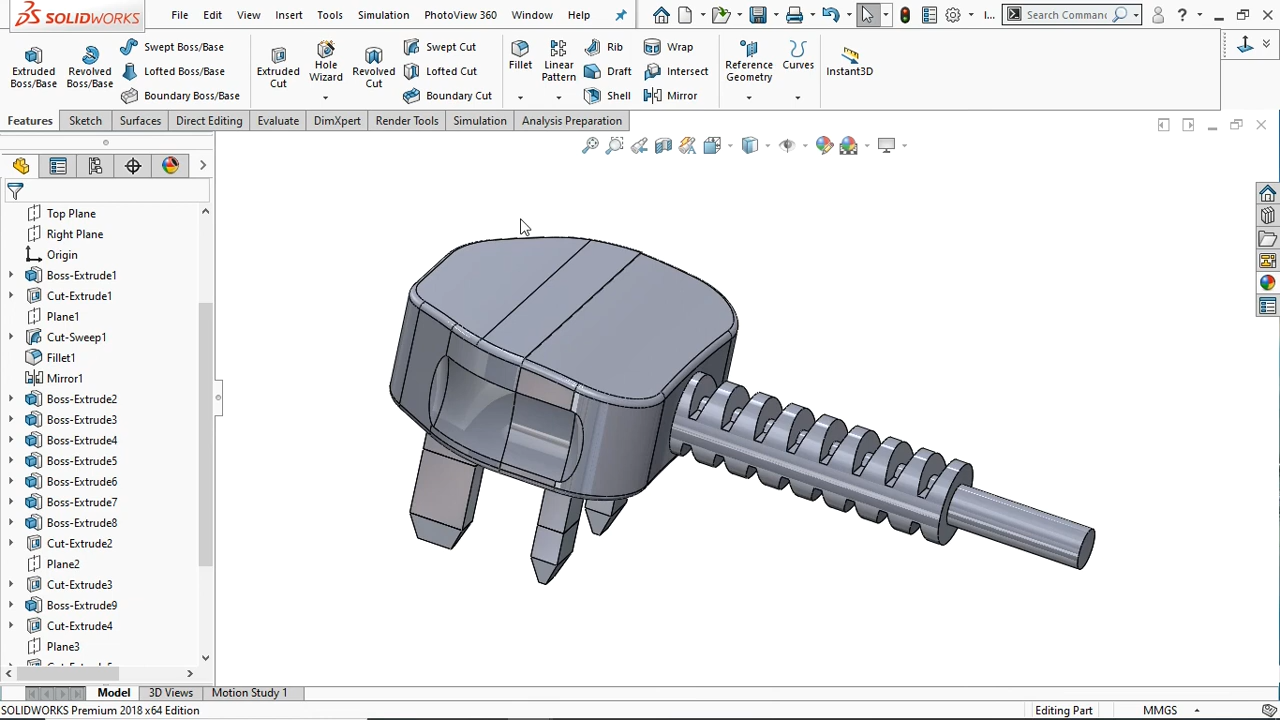 SOLIDWORKS File Edit View Insert Tools Simulation PhotoView 360 Window Help I... Search Commanc ?
Extruded Boss/Base
Revolved Boss/Base
Swept Boss/Base
Lofted Boss/Base
Boundary Boss/Base
Extruded Cut
Hole Wizard
Revolved Cut
Swept Cut
Lofted Cut
Boundary Cut
Fillet
Linear Pattern
Rib
Draft
Shell
Wrap
Intersect
Mirror
Reference Geometry
Curves
Instant3D
Features Sketch Surfaces Direct Editing Evaluate DimXpert Render Tools Simulation Analysis Preparation
Top Plane
Right Plane
Origin
Boss-Extrude1
Cut-Extrude1
Plane1
Cut-Sweep1
Fillet1
Mirror1
Boss-Extrude2
Boss-Extrude3
Boss-Extrude4
Boss-Extrude5
Boss-Extrude6
Boss-Extrude7
Boss-Extrude8
Cut-Extrude2
Plane2
Cut-Extrude3
Boss-Extrude9
Cut-Extrude4
Plane3
Model 3D Views Motion Study 1
SOLIDWORKS Premium 2018 x64 Edition Editing Part MMGS